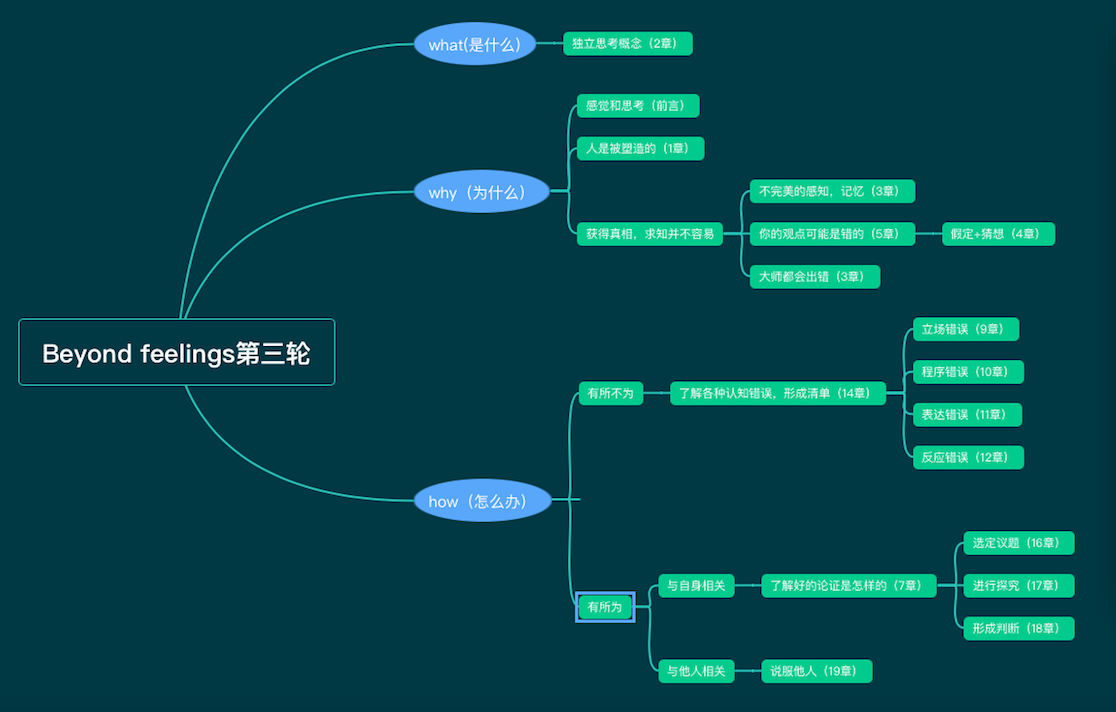 Beyond feelings第三轮
what(是什么)
独立思考概念（2章）
why（为什么）
感觉和思考（前言）
人是被塑造的（1章）
获得真相，求知并不容易
不完美的感知，记忆（3章）
你的观点可能是错的（5章）
假定+猜想（4章）
大师都会出错（3章）
how（怎么办）
有所不为
了解各种认知错误，形成清单（14章）
立场错误（9章）
程序错误（10章）
表达错误（11章）
反应错误（12章）
有所为
与自身相关
了解好的论证是怎样的（7章）
选定议题（16章）
进行探究（17章）
形成判断（18章）
与他人相关
说服他人（19章）